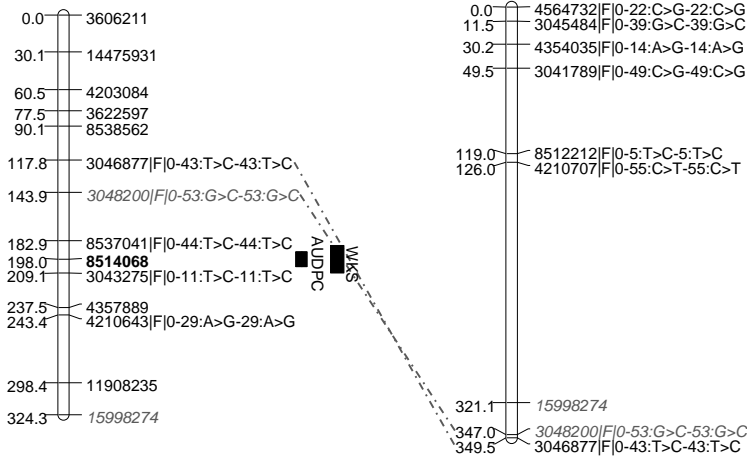 0.0 3606211
30.1 14475931
60.5 4203084
77.5 3622597
90.1 8538562
117.8 3046877|F|0-43:T>C-43:T>C
143.9 3048200|F|0-53:G>C-53:G>C
182.9 8537041|F|0-44:T>C-44:T>C
198.0 8514068
209.1 3043275|F|0-11:T>C-11:T>C
237.5 4357889
243.4 4210643|F|0-29:A>G-29:A>G
298.4 11908235
324.3 15998274
AUDPC
WKS
0.0 4564732|F|0-22:C>G-22:C>G
11.5 3045484|F|0-39:G>C-39:G>C
30.2 4354035|F|0-14:A>G-14:A>G
49.5 3041789|F|0-49:C>G-49:C>G
119.0 8512212|F|0-5:T>C-5:T>C
126.0 4210707|F|0-55:C>T-55:C>T
321.1 15998274
347.0 3048200|F|0-53:G>C-53:G>C
349.5 3046877|F|0-43:T>C-43:T>C